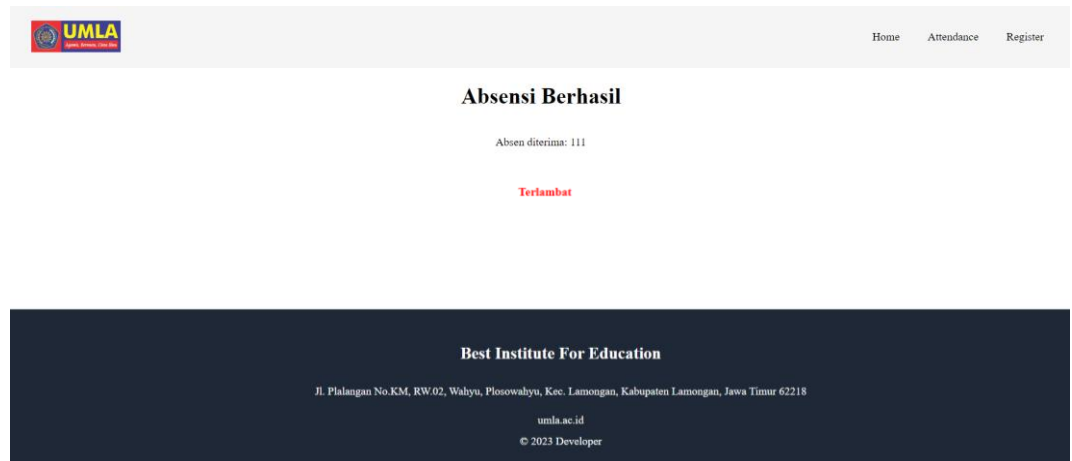 UMLA
Home Attendance Register
Absensi Berhasil
Absen diterima: 111
Terlambat
Best Institute For Education
Jl. Plalangan No.KM, RW.02, Wahyu, Plosowahyu, Kec. Lamongan, Kabupaten Lamongan, Jawa Timur 62218
umla.ac.id
© 2023 Developer